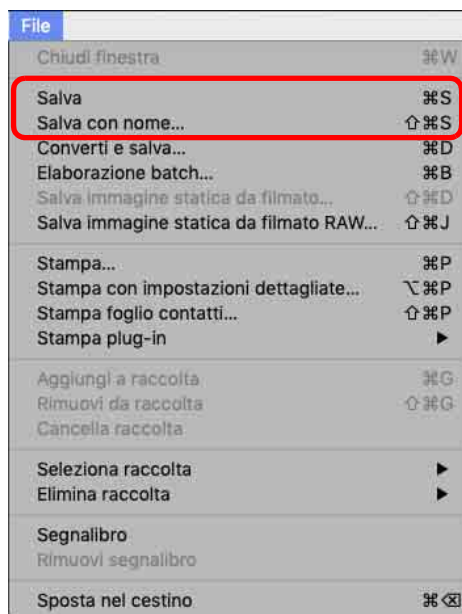 File
Chiudi finestra ⌘W
Salva ⌘S
Salva con nome... ⇧⌘S
Converti e salva... ⌘D
Elaborazione batch... ⌘B
Salva immagine statica da filmato... ⇧⌘D
Salva immagine statica da filmato RAW... ⇧⌘J
Stampa... ⌘P
Stampa con impostazioni dettagliate... ⌥⌘P
Stampa foglio contatti... ⇧⌘P
Stampa plug-in ▶
Aggiungi a raccolta ⌘G
Rimuovi da raccolta ⇧⌘G
Cancella raccolta
Seleziona raccolta ▶
Elimina raccolta ▶
Segnalibro
Rimuovi segnalibro
Sposta nel cestino ⌘⌫